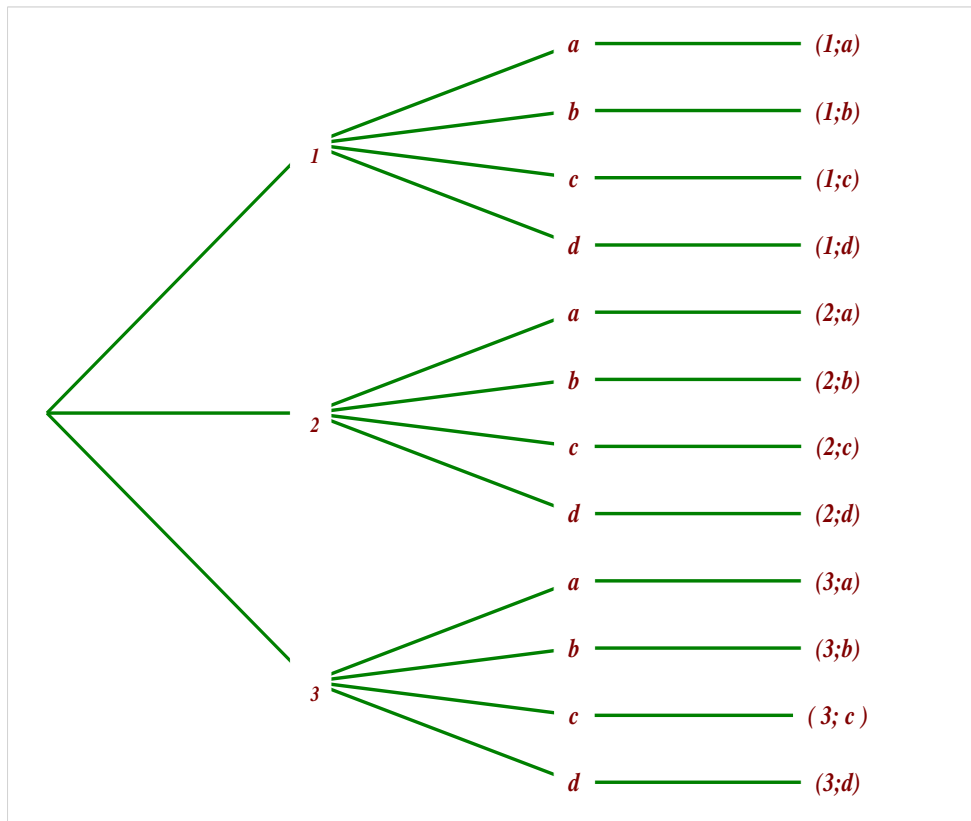 a (1;a)
b (1;b)
1
c (1;c)
d (1;d)
a (2;a)
b (2;b)
2
c (2;c)
d (2;d)
a (3;a)
b (3;b)
3
c ( 3; c )
d (3;d)